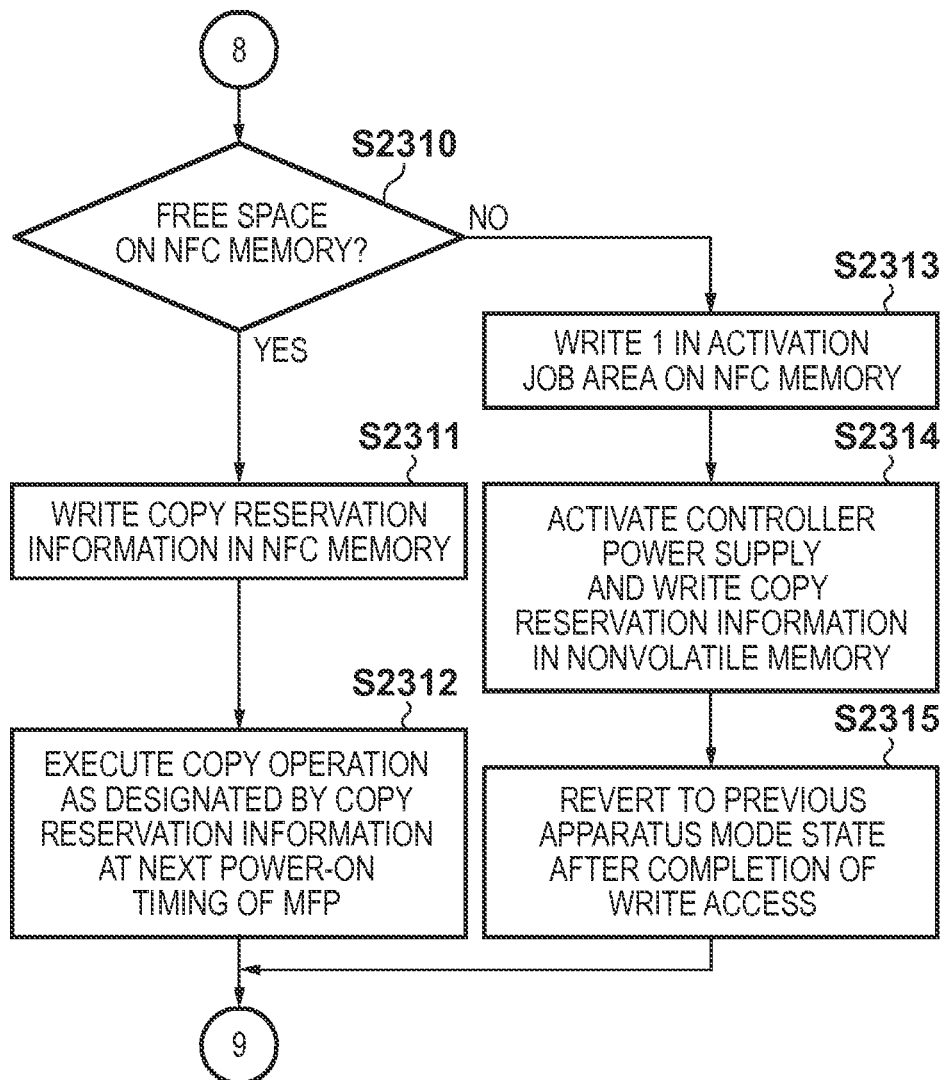 8
S2310
FREE SPACE
ON NFC MEMORY?
NO
YES
S2313
WRITE 1 IN ACTIVATION
JOB AREA ON NFC MEMORY
S2311
WRITE COPY RESERVATION
INFORMATION IN NFC MEMORY
S2314
ACTIVATE CONTROLLER
POWER SUPPLY
AND WRITE COPY
RESERVATION INFORMATION
IN NONVOLATILE MEMORY
S2312
EXECUTE COPY OPERATION
AS DESIGNATED BY COPY
RESERVATION INFORMATION
AT NEXT POWER-ON
TIMING OF MFP
S2315
REVERT TO PREVIOUS
APPARATUS MODE STATE
AFTER COMPLETION OF
WRITE ACCESS
9